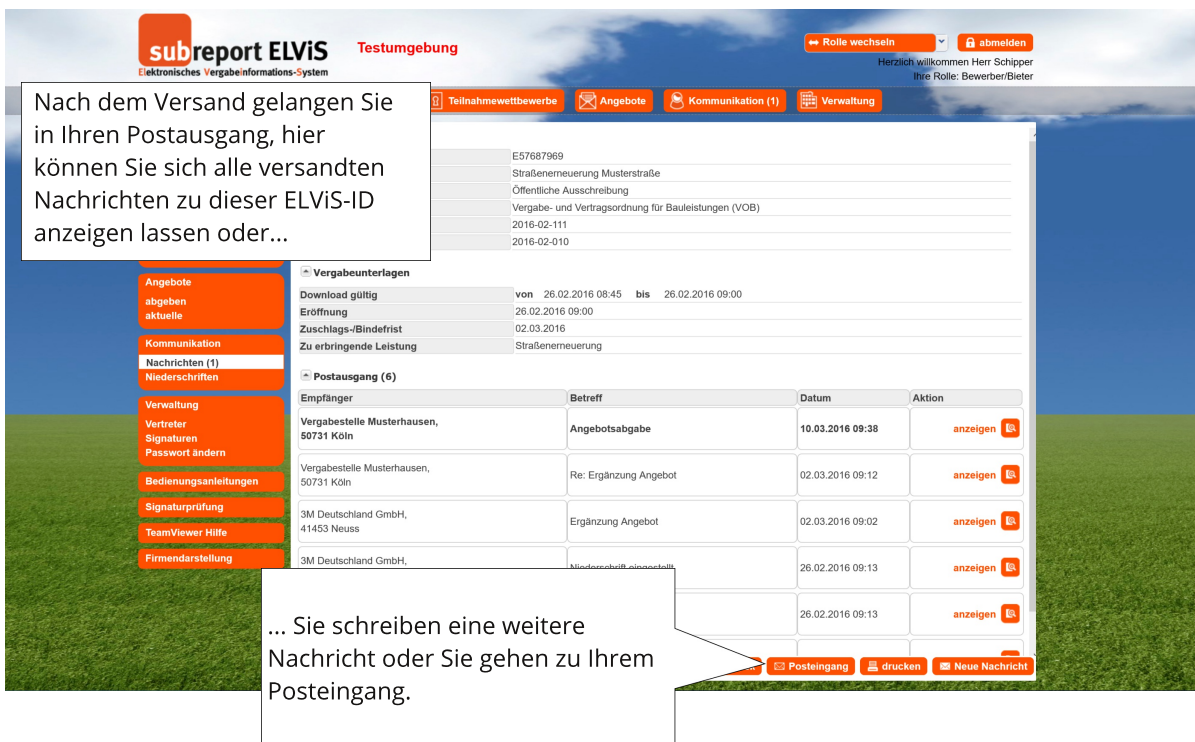 subreport ELViS
Elektronisches Vergabeinformations-System
Testumgebung
Rolle wechseln
abmelden
Herzlich willkommen Herr Schipper
Ihre Rolle: Bewerber/Bieter
Teilnahmewettbewerbe
Angebote
Kommunikation (1)
Verwaltung
Nach dem Versand gelangen Sie
in Ihren Postausgang, hier
können Sie sich alle versandten
Nachrichten zu dieser ELViS-ID
anzeigen lassen oder...
E57687969
Straßenerneuerung Musterstraße
Öffentliche Ausschreibung
Vergabe- und Vertragsordnung für Bauleistungen (VOB)
2016-02-111
2016-02-010
Angebote
abgeben
aktuelle
Kommunikation
Nachrichten (1)
Niederschriften
Verwaltung
Vertreter
Signaturen
Passwort ändern
Bedienungsanleitungen
Signaturprüfung
TeamViewer Hilfe
Firmendarstellung
Vergabeunterlagen
Download gültig von 26.02.2016 08:45 bis 26.02.2016 09:00
Eröffnung 26.02.2016 09:00
Zuschlags-/Bindefrist 02.03.2016
Zu erbringende Leistung Straßenerneuerung
Postausgang (6)
Empfänger Betreff Datum Aktion
Vergabestelle Musterhausen,
50731 Köln
Angebotsabgabe 10.03.2016 09:38 anzeigen
Vergabestelle Musterhausen,
50731 Köln
Re: Ergänzung Angebot 02.03.2016 09:12 anzeigen
3M Deutschland GmbH,
41453 Neuss
Ergänzung Angebot 02.03.2016 09:02 anzeigen
3M Deutschland GmbH,
Niederschrift eingestellt 26.02.2016 09:13 anzeigen
26.02.2016 09:13 anzeigen
... Sie schreiben eine weitere
Nachricht oder Sie gehen zu Ihrem
Posteingang.
Posteingang
drucken
Neue Nachricht